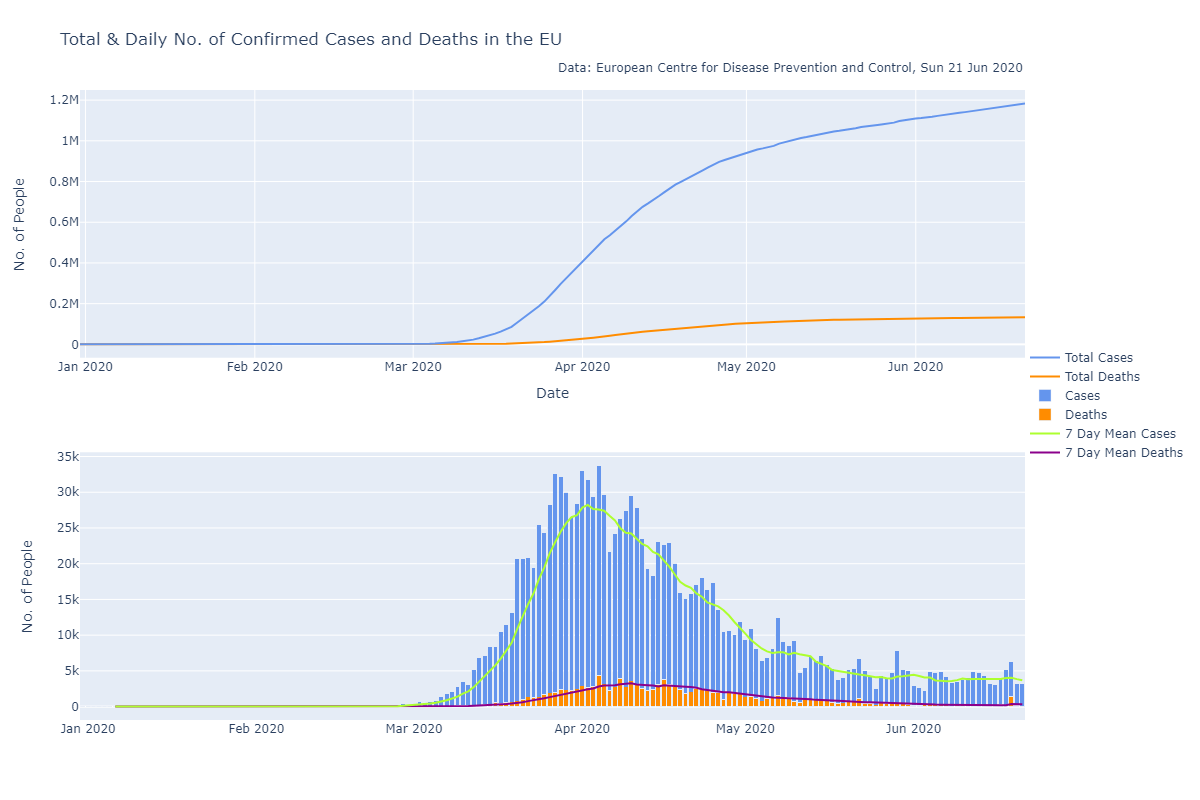 Total & Daily No. of Confirmed Cases and Deaths in the EU
Data: European Centre for Disease Prevention and Control, Sun 21 Jun 2020
1.2M
1M
0.8M
0.6M
0.4M
0.2M
0
No. of People
Jan 2020 Feb 2020 Mar 2020 Apr 2020 May 2020 Jun 2020
Date
Total Cases
Total Deaths
Cases
Deaths
7 Day Mean Cases
7 Day Mean Deaths
35k
30k
25k
20k
15k
10k
5k
0
No. of People
Jan 2020 Feb 2020 Mar 2020 Apr 2020 May 2020 Jun 2020